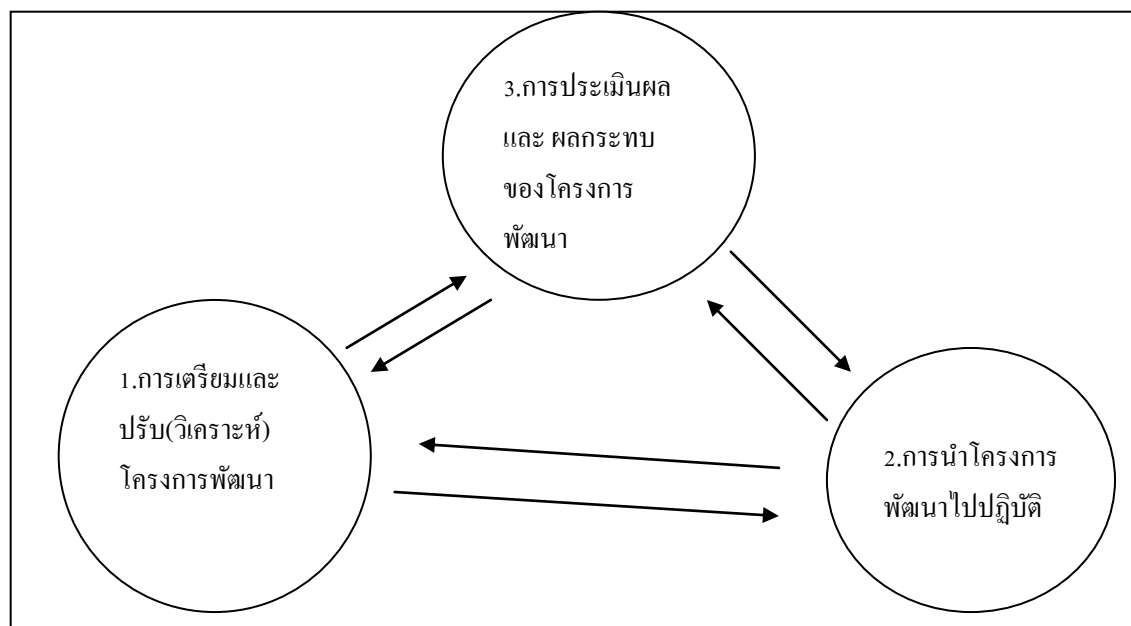 3.การประเมินผล
และ ผลกระทบ
ของโครงการ
พัฒนา
1.การเตรียมและ
ปรับ(วิเคราะห์)
โครงการพัฒนา
2.การนำโครงการ
พัฒนาไปปฏิบัติ